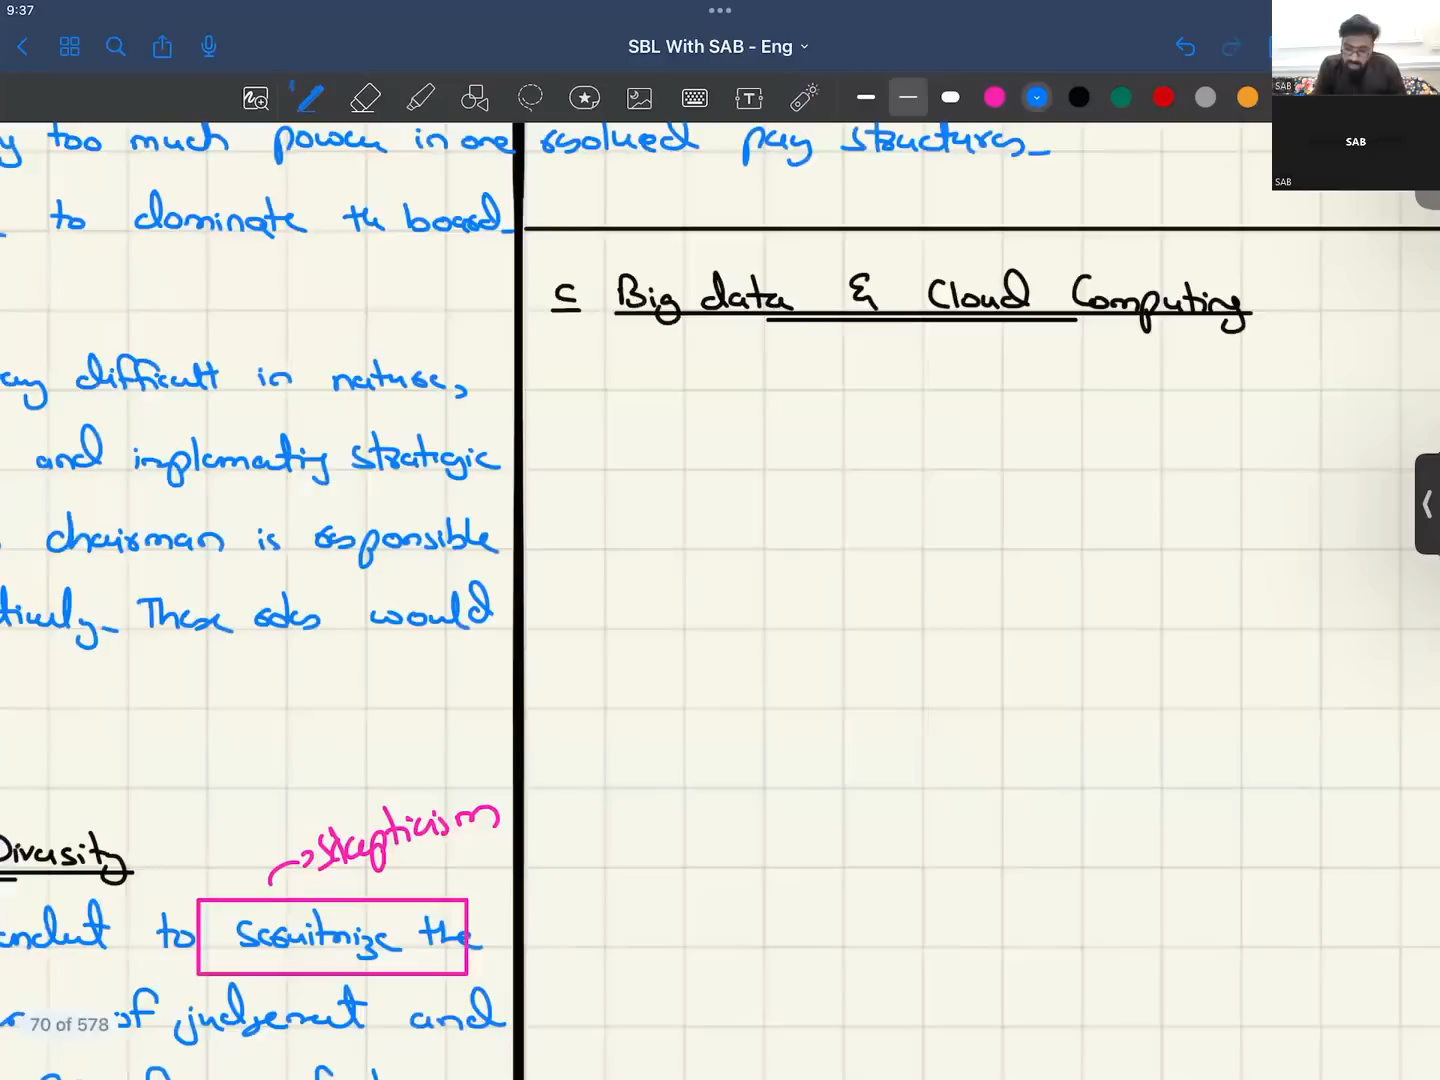 9:37
SBL With SAB - Eng
SAB
SAB
SAB
too much power in one
to dominate the board
difficult in nature,
and implementing strategic
chairman is responsible
These roles would
Diversity
skepticism
to scrutinize the
70 of 578
of judgement and
resolved pay structures
c Big data & Cloud Computing